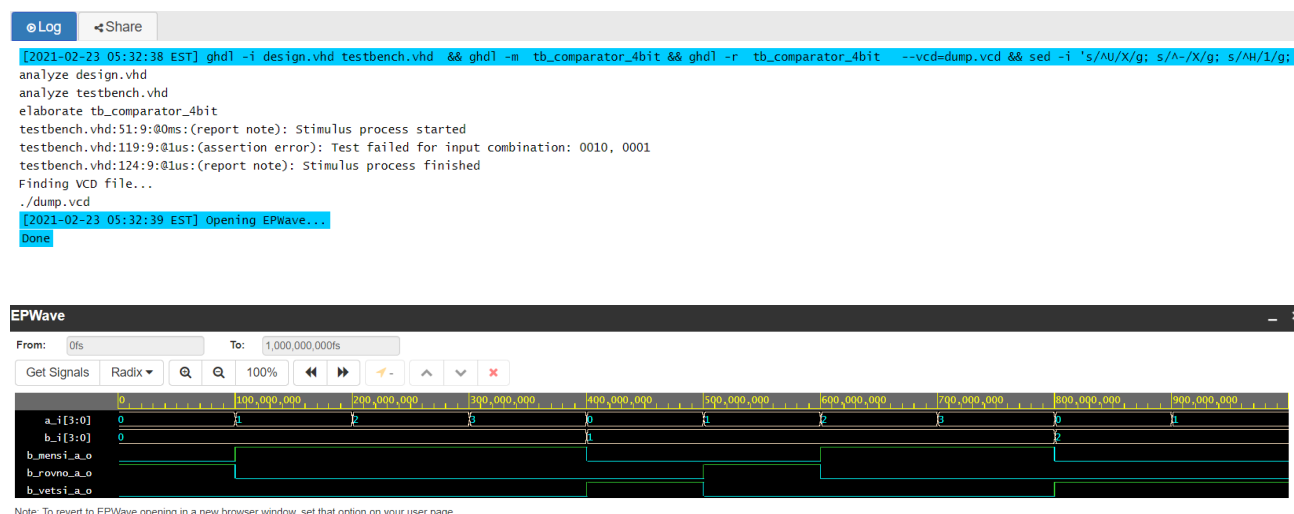 Log Share
[2021-02-23 05:32:38 EST] ghdl -i design.vhd testbench.vhd && ghdl -m tb_comparator_4bit && ghdl -r tb_comparator_4bit --vcd=dump.vcd && sed -i 's/^U/X/g; s/^-/X/g; s/^H/1/g;
analyze design.vhd
analyze testbench.vhd
elaborate tb_comparator_4bit
testbench.vhd:51:9:@0ms:(report note): Stimulus process started
testbench.vhd:119:9:@1us:(assertion error): Test failed for input combination: 0010, 0001
testbench.vhd:124:9:@1us:(report note): Stimulus process finished
Finding VCD file...
./dump.vcd
[2021-02-23 05:32:39 EST] Opening EPWave...
Done
EPWave
From: 0fs To: 1,000,000,000fs
Get Signals Radix 100% -
0 100,000,000 200,000,000 300,000,000 400,000,000 500,000,000 600,000,000 700,000,000 800,000,000 900,000,000
a_i[3:0] 0 1 2 3 0 1 2 3 0 1
b_i[3:0] 0 1 2
b_mensi_a_o
b_rovno_a_o
b_vetsi_a_o
Note: To revert to EPWave opening in a new browser window, set that option on your user page.